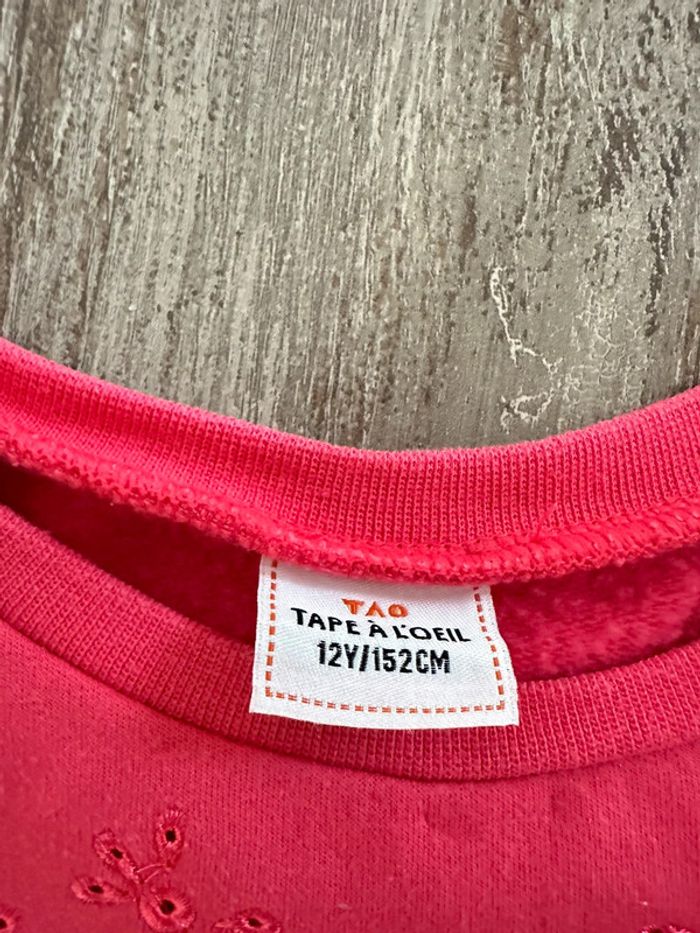 TAO
TAPE À L'OEIL
12Y/152CM